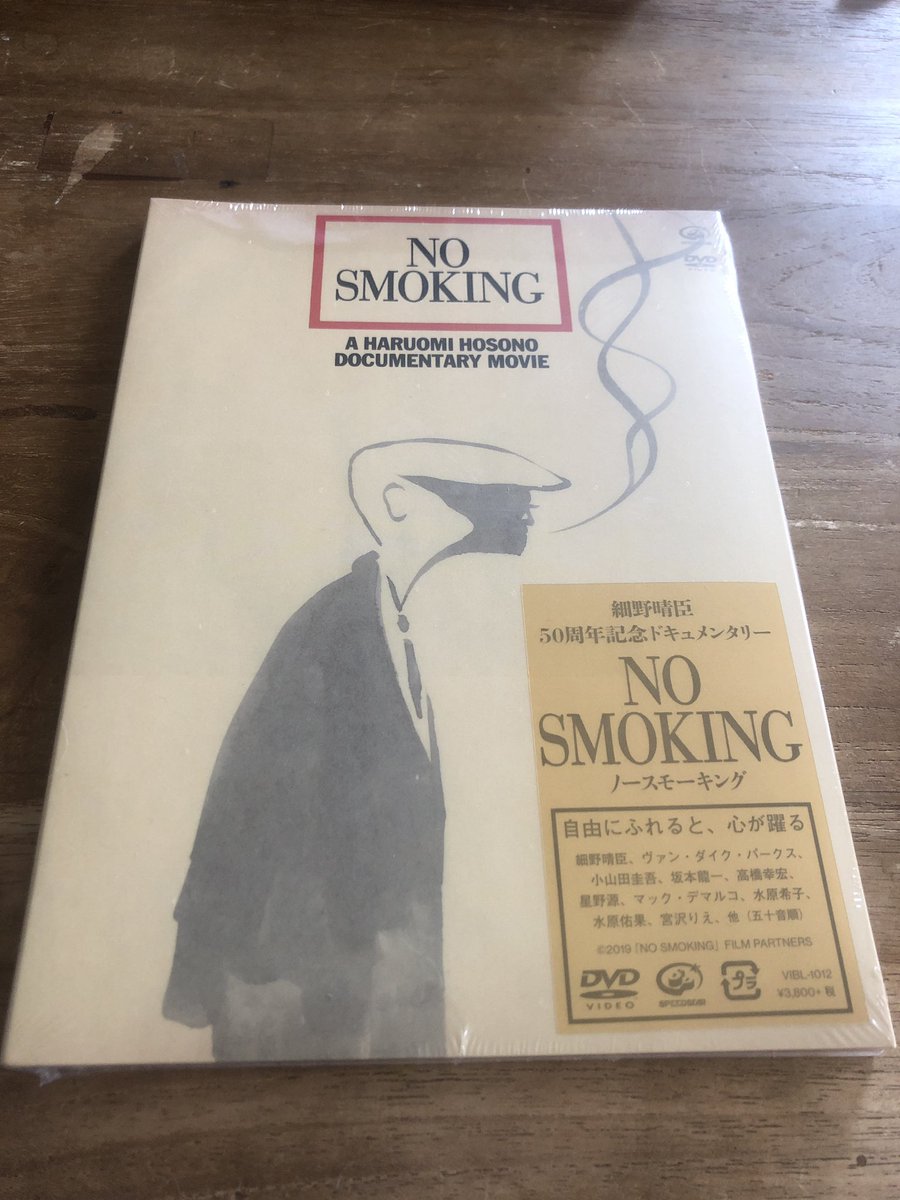 NO
SMOKING
A HARUOMI HOSONO
DOCUMENTARY MOVIE
DVD
細野晴臣
50周年記念ドキュメンタリー
NO
SMOKING
ノースモーキング
自由にふれると、心が躍る
細野晴臣、ヴァン・ダイク・パークス、
小山田圭吾、坂本龍一、高橋幸宏、
星野源、マック・デマルコ、水原希子、
水原佑果、宮沢りえ、他（五十音順）
©2019「NO SMOKING」FILM PARTNERS
DVD
VIDEO
SPEEDSTAR
プラ
VIBL-1012
¥3,800+税